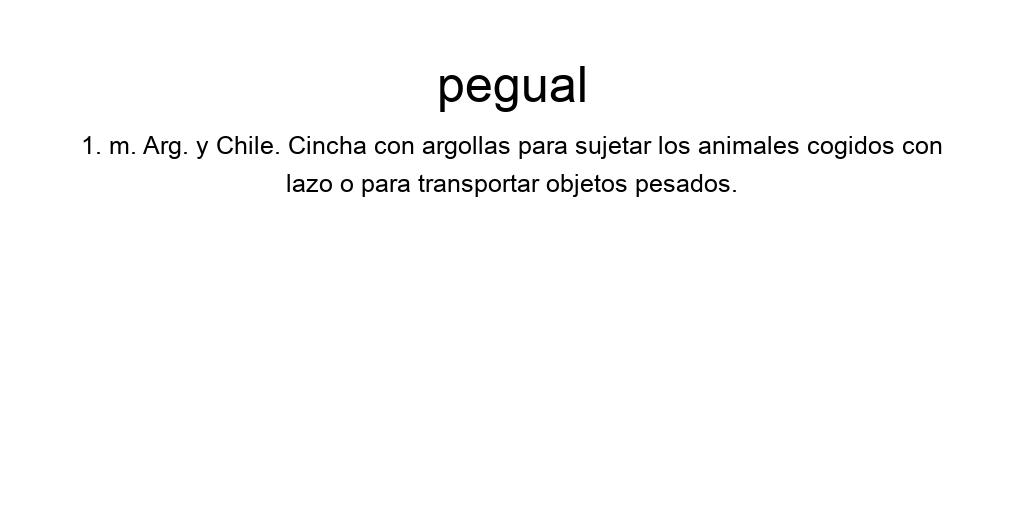 pegual
1. m. Arg. y Chile. Cincha con argollas para sujetar los animales cogidos con
lazo o para transportar objetos pesados.